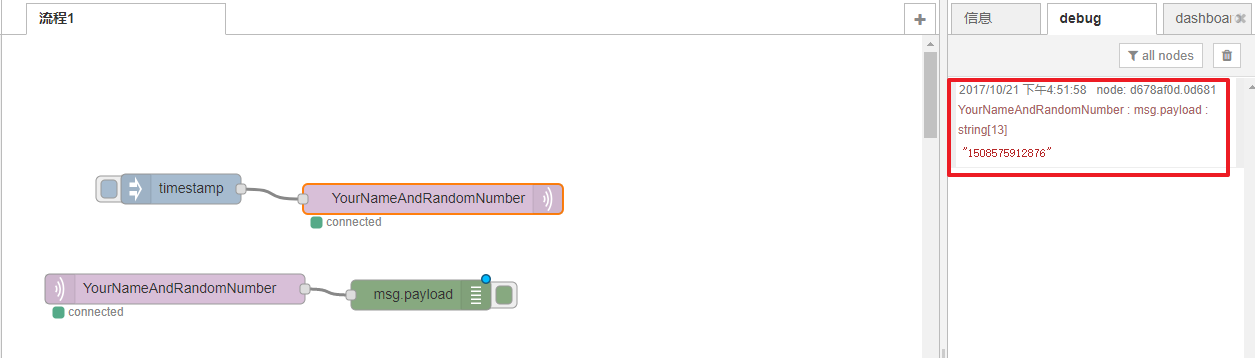 流程1
信息
debug
dashboar
all nodes
2017/10/21 下午4:51:58 node: d678af0d.0d681
YourNameAndRandomNumber : msg.payload :
string[13]
"1508575912876"
timestamp
YourNameAndRandomNumber
connected
YourNameAndRandomNumber
msg.payload
connected